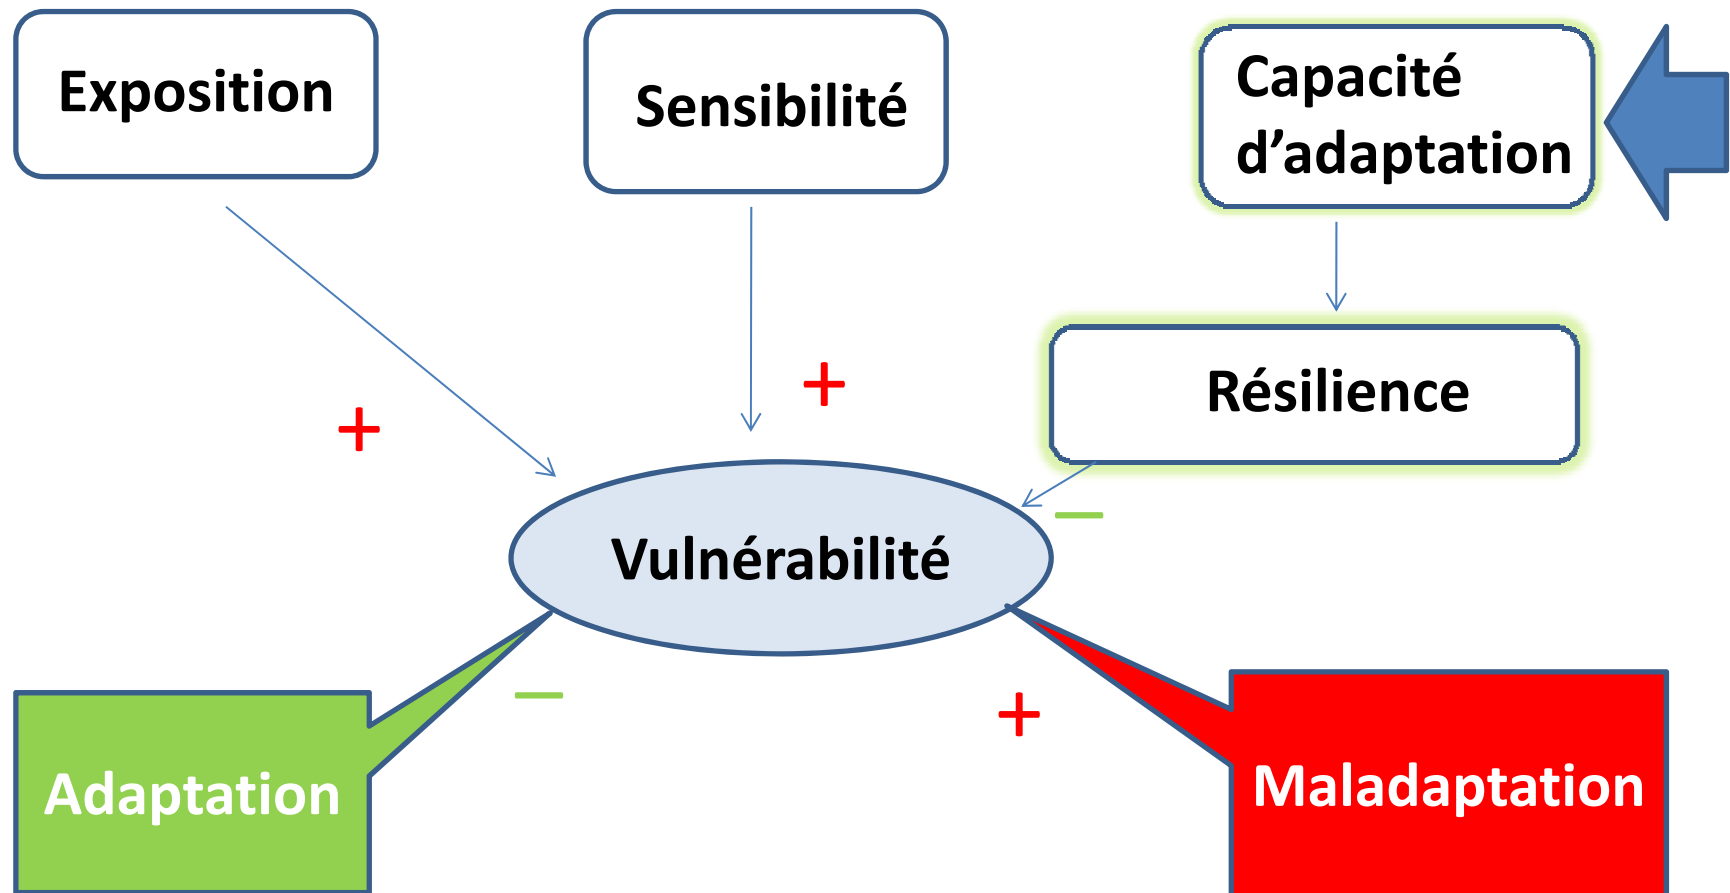 Exposition
Sensibilité
Capacité
d’adaptation
Résilience
+
+
–
Vulnérabilité
–
+
Adaptation
Maladaptation